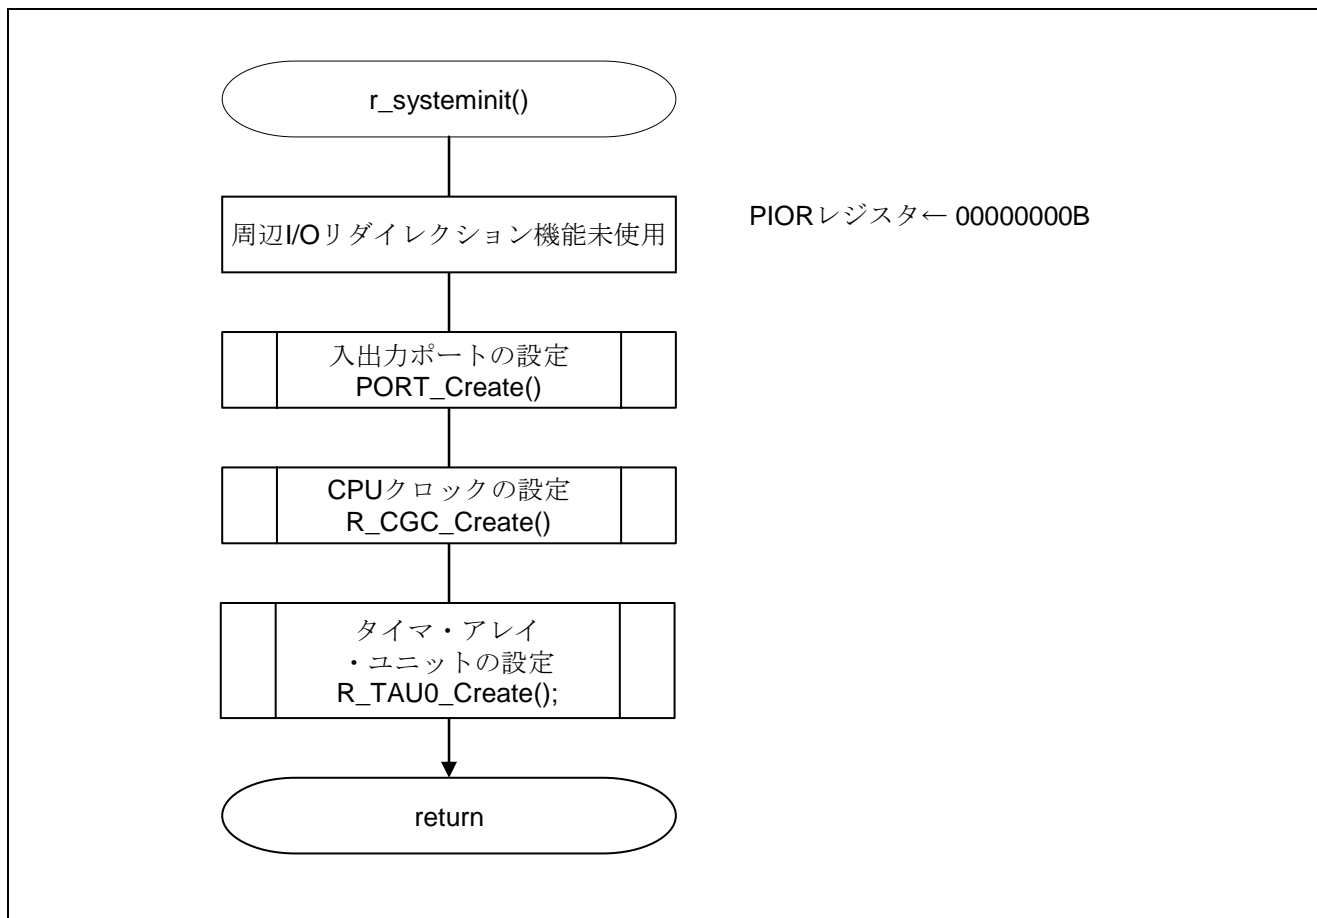 r_systeminit()
周辺I/Oリダイレクション機能未使用
PIORレジスタ← 00000000B
入出力ポートの設定
PORT_Create()
CPUクロックの設定
R_CGC_Create()
タイマ・アレイ
・ユニットの設定
R_TAU0_Create();
return